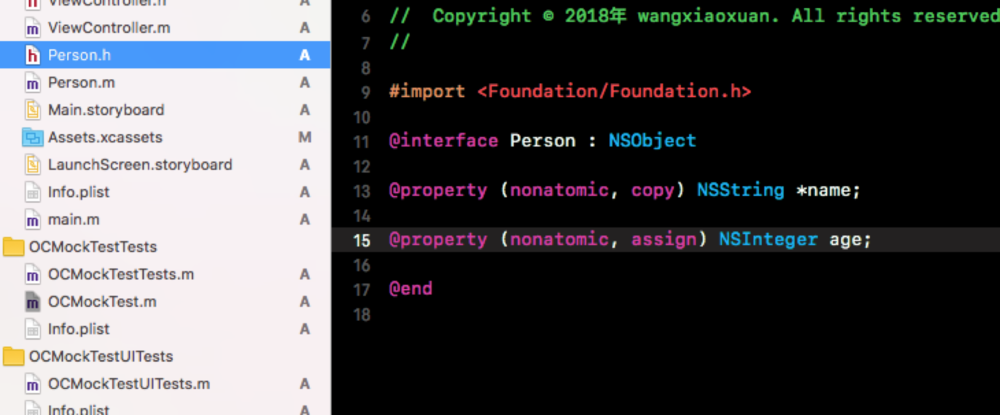 ViewController.h
A
ViewController.m
A
Person.h
A
Person.m
A
Main.storyboard
A
Assets.xcassets
M
LaunchScreen.storyboard
A
Info.plist
A
main.m
A
OCMockTestTests
OCMockTestTests.m
A
OCMockTest.m
A
Info.plist
A
OCMockTestUITests
OCMockTestUITests.m
A
Info.plist
A
6 //  Copyright © 2018年 wangxiaoxuan. All rights reserved
7 //
8
9 #import <Foundation/Foundation.h>
10
11 @interface Person : NSObject
12
13 @property (nonatomic, copy) NSString *name;
14
15 @property (nonatomic, assign) NSInteger age;
16
17 @end
18